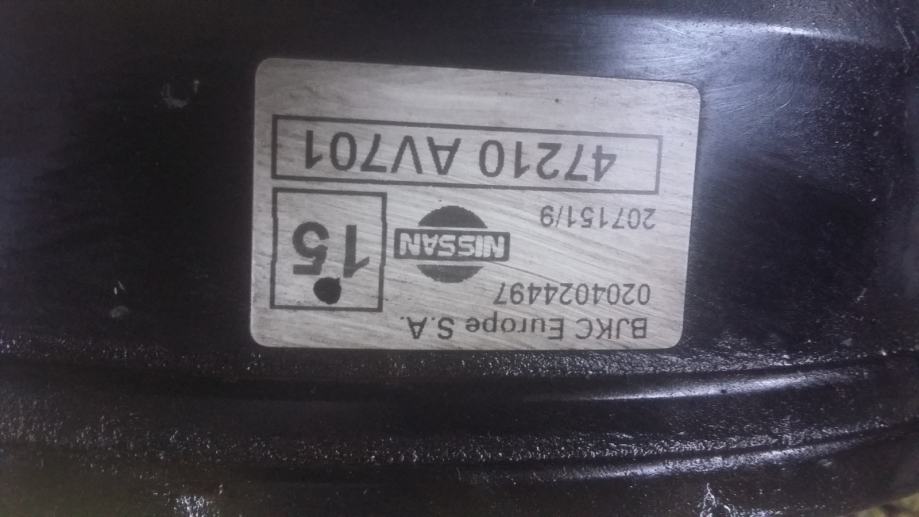 BJKC Europe S.A.
0204024497
NISSAN
15
207151/9
47210 AV701